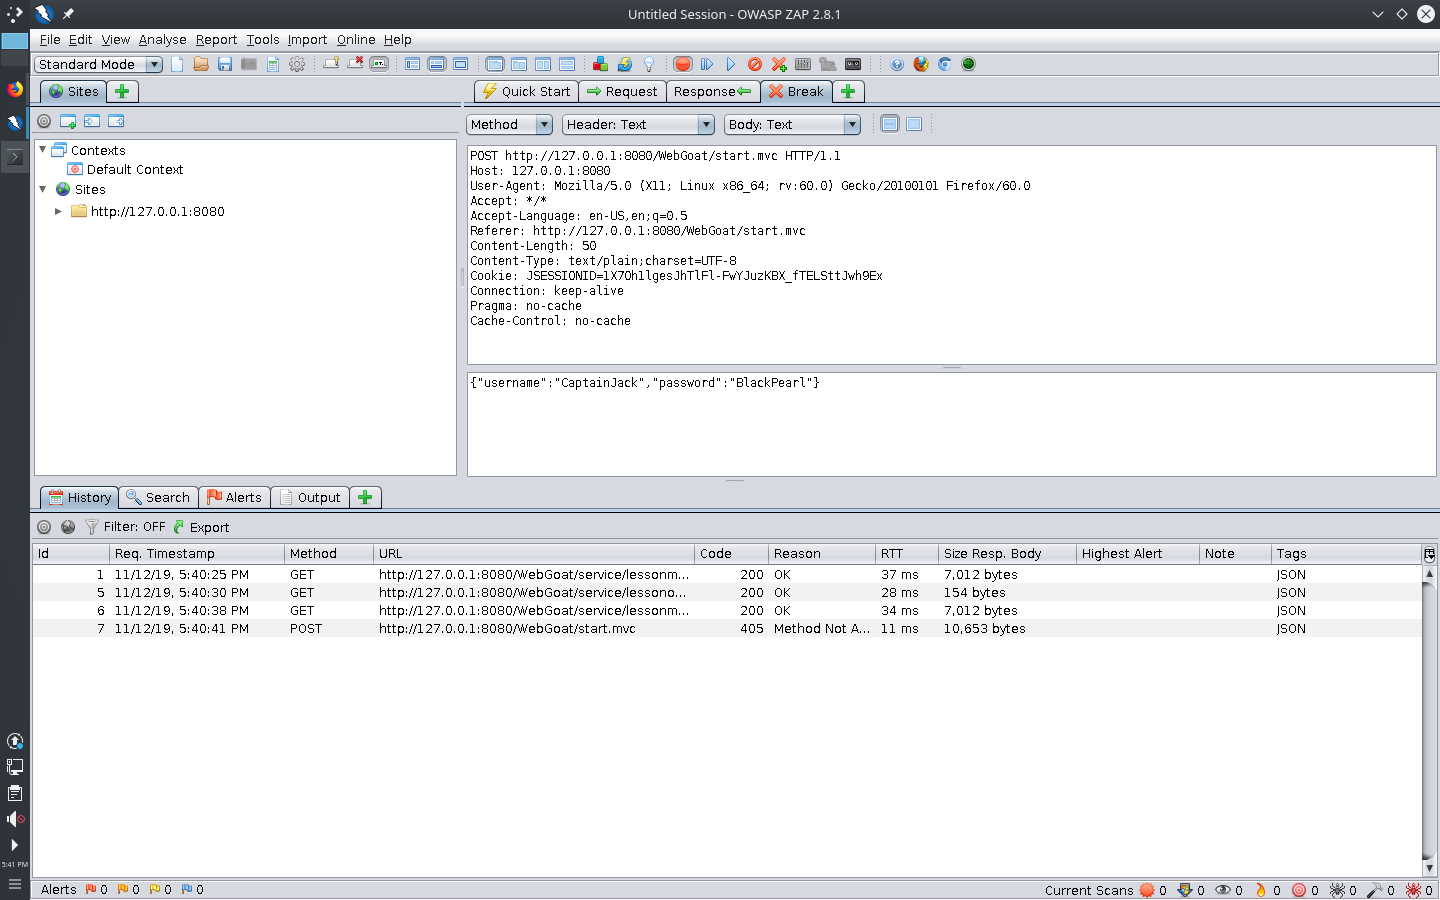 Untitled Session - OWASP ZAP 2.8.1
File Edit View Analyse Report Tools Import Online Help
Standard Mode
Sites
Quick Start Request Response Break
Method Header: Text Body: Text
Contexts
Default Context
Sites
http://127.0.0.1:8080
POST http://127.0.0.1:8080/WebGoat/start.mvc HTTP/1.1
Host: 127.0.0.1:8080
User-Agent: Mozilla/5.0 (X11; Linux x86_64; rv:60.0) Gecko/20100101 Firefox/60.0
Accept: */*
Accept-Language: en-US,en;q=0.5
Referer: http://127.0.0.1:8080/WebGoat/start.mvc
Content-Length: 50
Content-Type: text/plain;charset=UTF-8
Cookie: JSESSIONID=1X7Oh1lgesJhTlFl-FwYJuzKBX_fTELSttJwh9Ex
Connection: keep-alive
Pragma: no-cache
Cache-Control: no-cache
{"username":"CaptainJack","password":"BlackPearl"}
History Search Alerts Output
Filter: OFF Export
Id Req. Timestamp Method URL Code Reason RTT Size Resp. Body Highest Alert Note Tags
1 11/12/19, 5:40:25 PM GET http://127.0.0.1:8080/WebGoat/service/lessonm... 200 OK 37 ms 7,012 bytes JSON
5 11/12/19, 5:40:30 PM GET http://127.0.0.1:8080/WebGoat/service/lessono... 200 OK 28 ms 154 bytes JSON
6 11/12/19, 5:40:38 PM GET http://127.0.0.1:8080/WebGoat/service/lessonm... 200 OK 34 ms 7,012 bytes JSON
7 11/12/19, 5:40:41 PM POST http://127.0.0.1:8080/WebGoat/start.mvc 405 Method Not A... 11 ms 10,653 bytes JSON
5:41 PM
Alerts 0 0 0 0 Current Scans 0 0 0 0 0 0 0 0